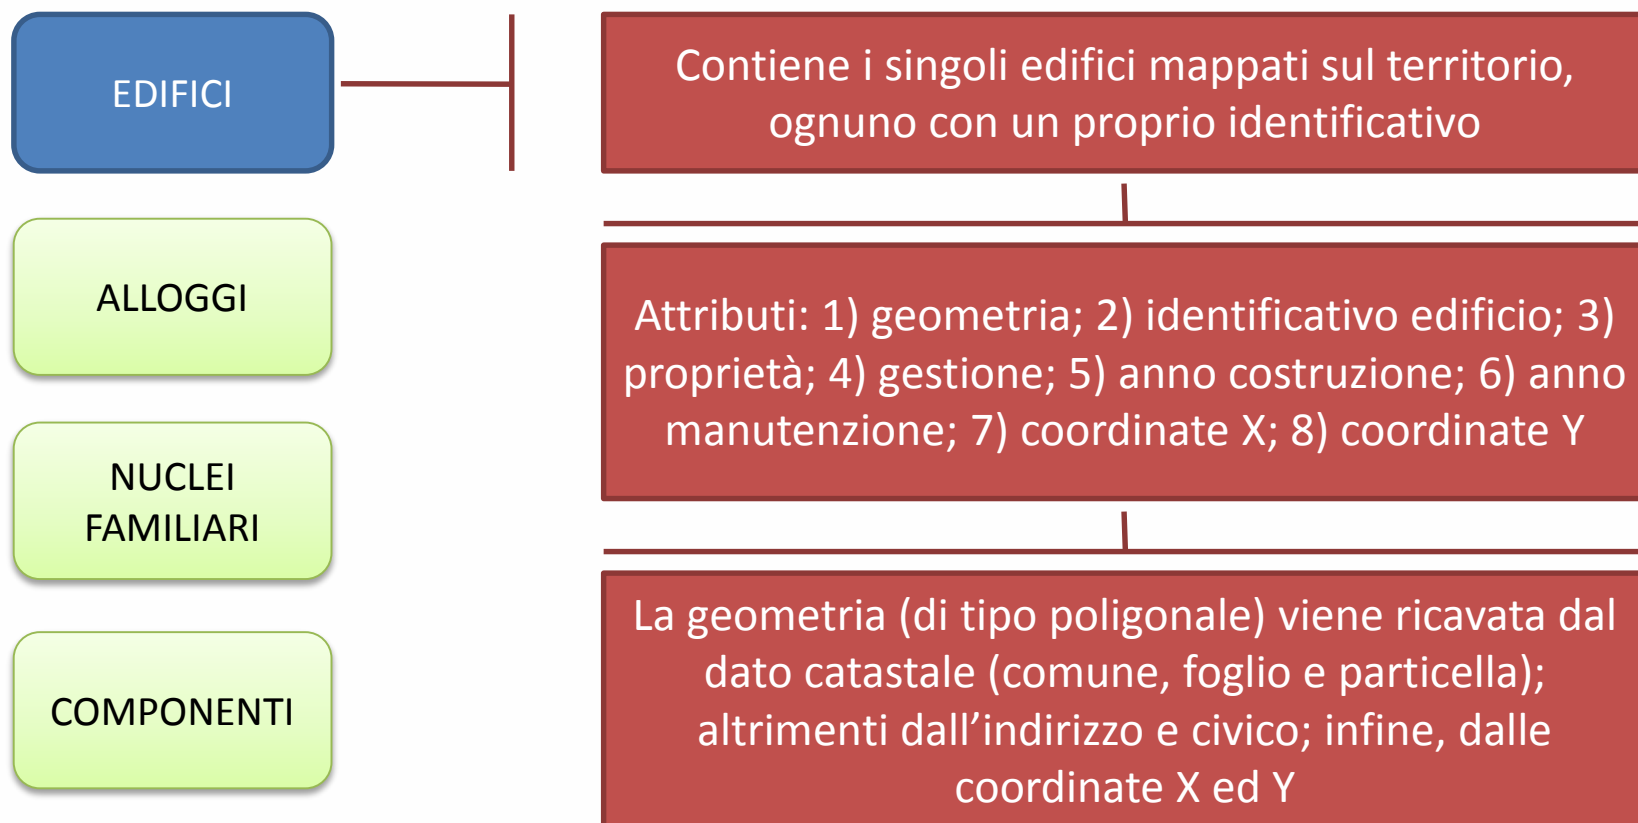 EDIFICI
Contiene i singoli edifici mappati sul territorio,
ognuno con un proprio identificativo
ALLOGGI
Attributi: 1) geometria; 2) identificativo edificio; 3)
proprietà; 4) gestione; 5) anno costruzione; 6) anno
manutenzione; 7) coordinate X; 8) coordinate Y
NUCLEI
FAMILIARI
COMPONENTI
La geometria (di tipo poligonale) viene ricavata dal
dato catastale (comune, foglio e particella);
altrimenti dall’indirizzo e civico; infine, dalle
coordinate X ed Y